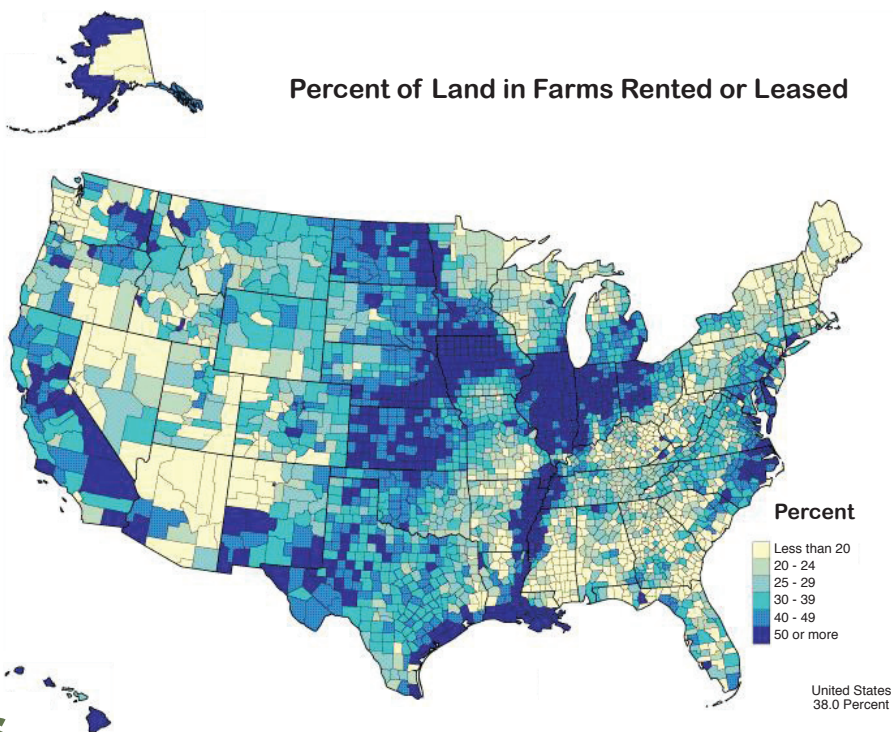 Percent of Land in Farms Rented or Leased
Percent
Less than 20
20 - 24
25 - 29
30 - 39
40 - 49
50 or more
United States
38.0 Percent